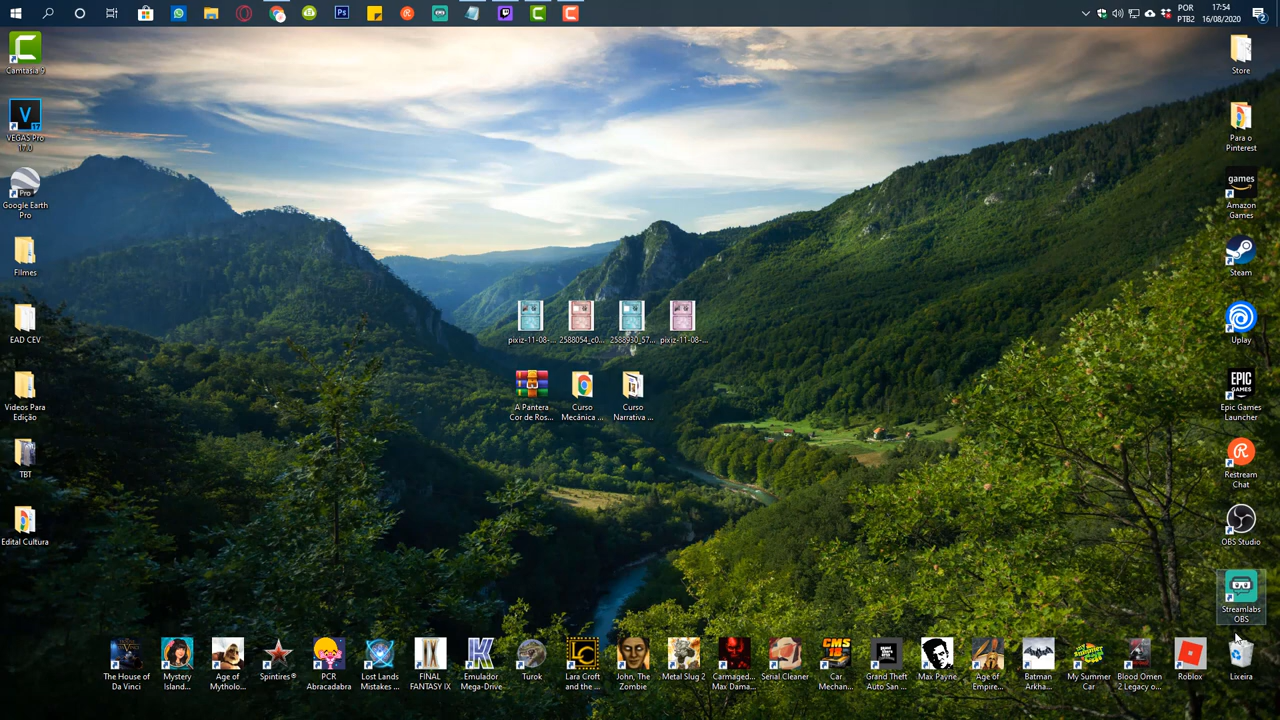 POR
PTB2
17:54
16/08/2020
2
Camtasia 9
VEGAS Pro
17.0
Google Earth
Pro
FIlmes
EAD CEV
Videos Para
Edição
TBT
Edital Cultura
pixiz-11-08-...
2588054_c0...
2588930_57...
pixiz-11-08-...
A Pantera
Cor de Ros...
Curso
Mecânica ...
Curso
Narrativa ...
Store
Para o
Pinterest
games
Amazon
Games
Steam
Uplay
EPIC
GAMES
Epic Games
Launcher
Restream
Chat
OBS Studio
Streamlabs
OBS
Lixeira
The House of
Da Vinci
Mystery
Island...
Age of
Mytholo...
Spintires®
PCR
Abracadabra
Lost Lands
Mistakes ...
FINAL
FANTASY IX
Emulador
Mega-Drive
Turok
Lara Croft
and the ...
John, The
Zombie
Metal Slug 2
Carmaged...
Max Dama...
Serial Cleaner
Car
Mechan...
Grand Theft
Auto San ...
Max Payne
Age of
Empire...
Batman
Arkha...
My Summer
Car
Blood Omen
2 Legacy o...
Roblox